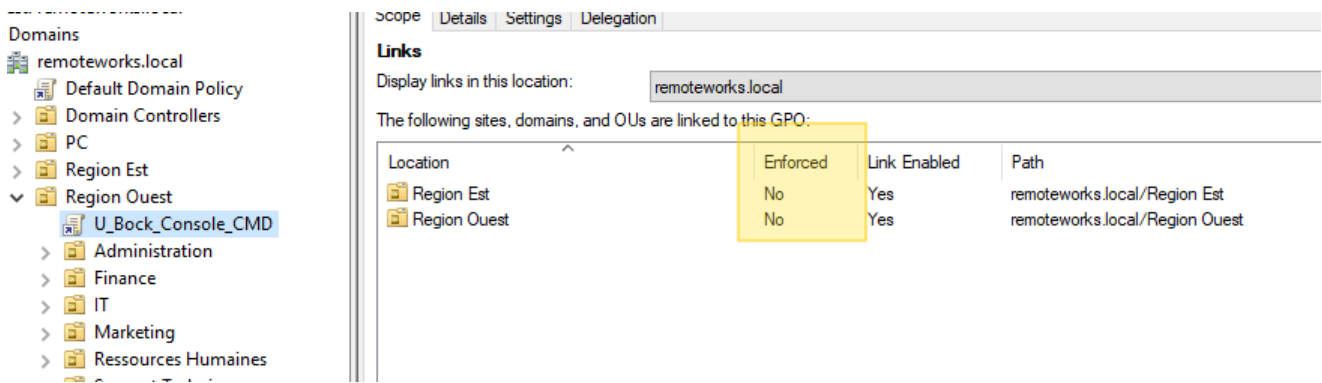 Domains
remoteworks.local
Default Domain Policy
Domain Controllers
PC
Region Est
Region Ouest
U_Bock_Console_CMD
Administration
Finance
IT
Marketing
Ressources Humaines
Scope Details Settings Delegation
Links
Display links in this location: remoteworks.local
The following sites, domains, and OUs are linked to this GPO:
Location Enforced Link Enabled Path
Region Est No Yes remoteworks.local/Region Est
Region Ouest No Yes remoteworks.local/Region Ouest